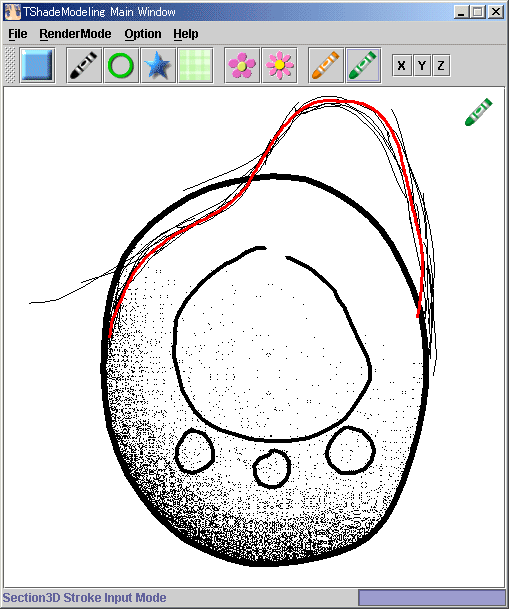 TShadeModeling Main Window
File RenderMode Option Help
X Y Z
Section3D Stroke Input Mode